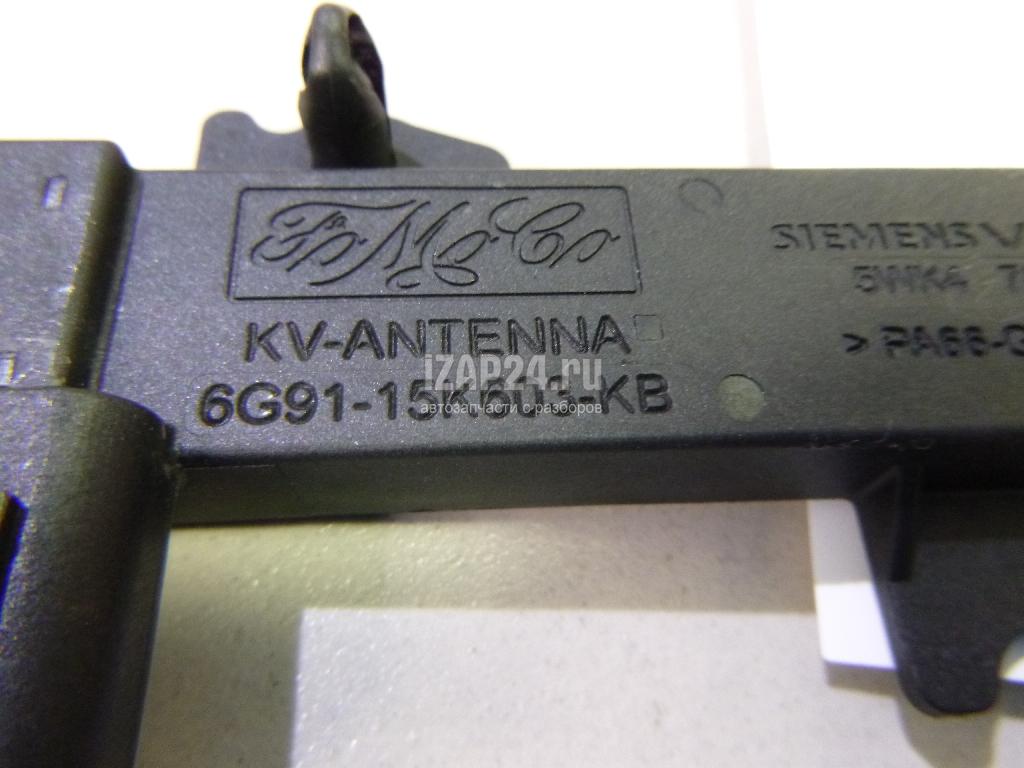 FoMoCo
SIEMENS
5WK4
KV-ANTENNA
> PA66-G
iZAP24.ru
6G91-15K603-KB
автозапчасти с разборов